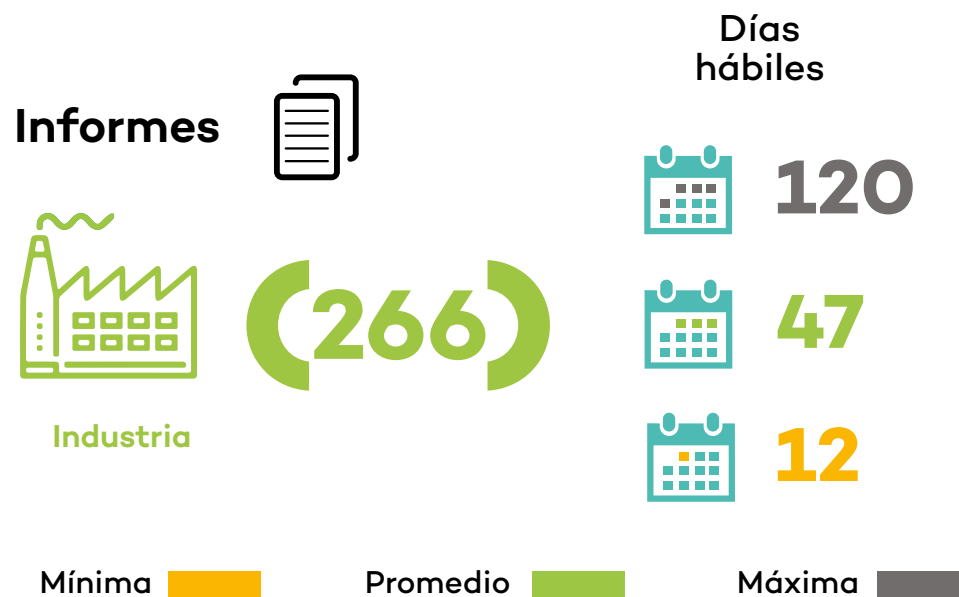 Días
hábiles
Informes
120
266
47
Industria
12
Mínima
Promedio
Máxima